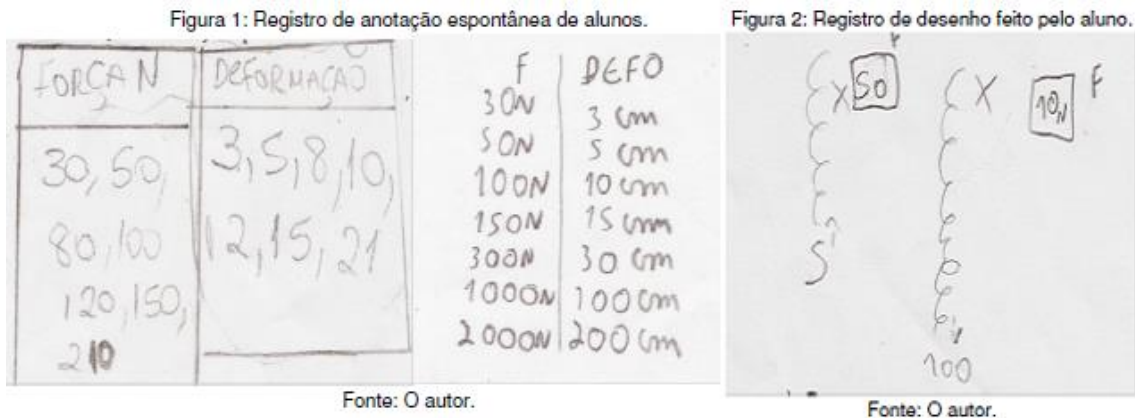 Figura 1: Registro de anotação espontânea de alunos.
FORÇA N DEFORMAÇAO
30, 50,
80, 100
120, 150,
210
3, 5, 8, 10,
12, 15, 21
F DEFO
30N 3 cm
50N 5 cm
100N 10 cm
150N 15 cm
300N 30 cm
1000N 100 cm
2000N 200 cm
Fonte: O autor.
Figura 2: Registro de desenho feito pelo aluno.
X 50
5
X 10N F
100
Fonte: O autor.